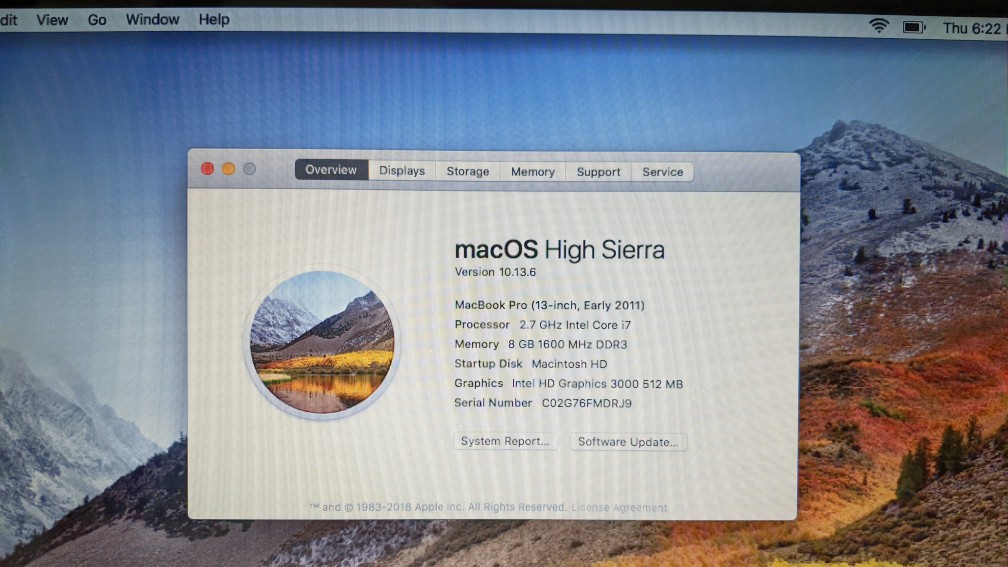 dit View Go Window Help Thu 6:22
Overview Displays Storage Memory Support Service
macOS High Sierra
Version 10.13.6
MacBook Pro (13-inch, Early 2011)
Processor 2.7 GHz Intel Core i7
Memory 8 GB 1600 MHz DDR3
Startup Disk Macintosh HD
Graphics Intel HD Graphics 3000 512 MB
Serial Number C02G76FMDRJ9
System Report... Software Update...
™ and © 1983-2018 Apple Inc. All Rights Reserved. License Agreement